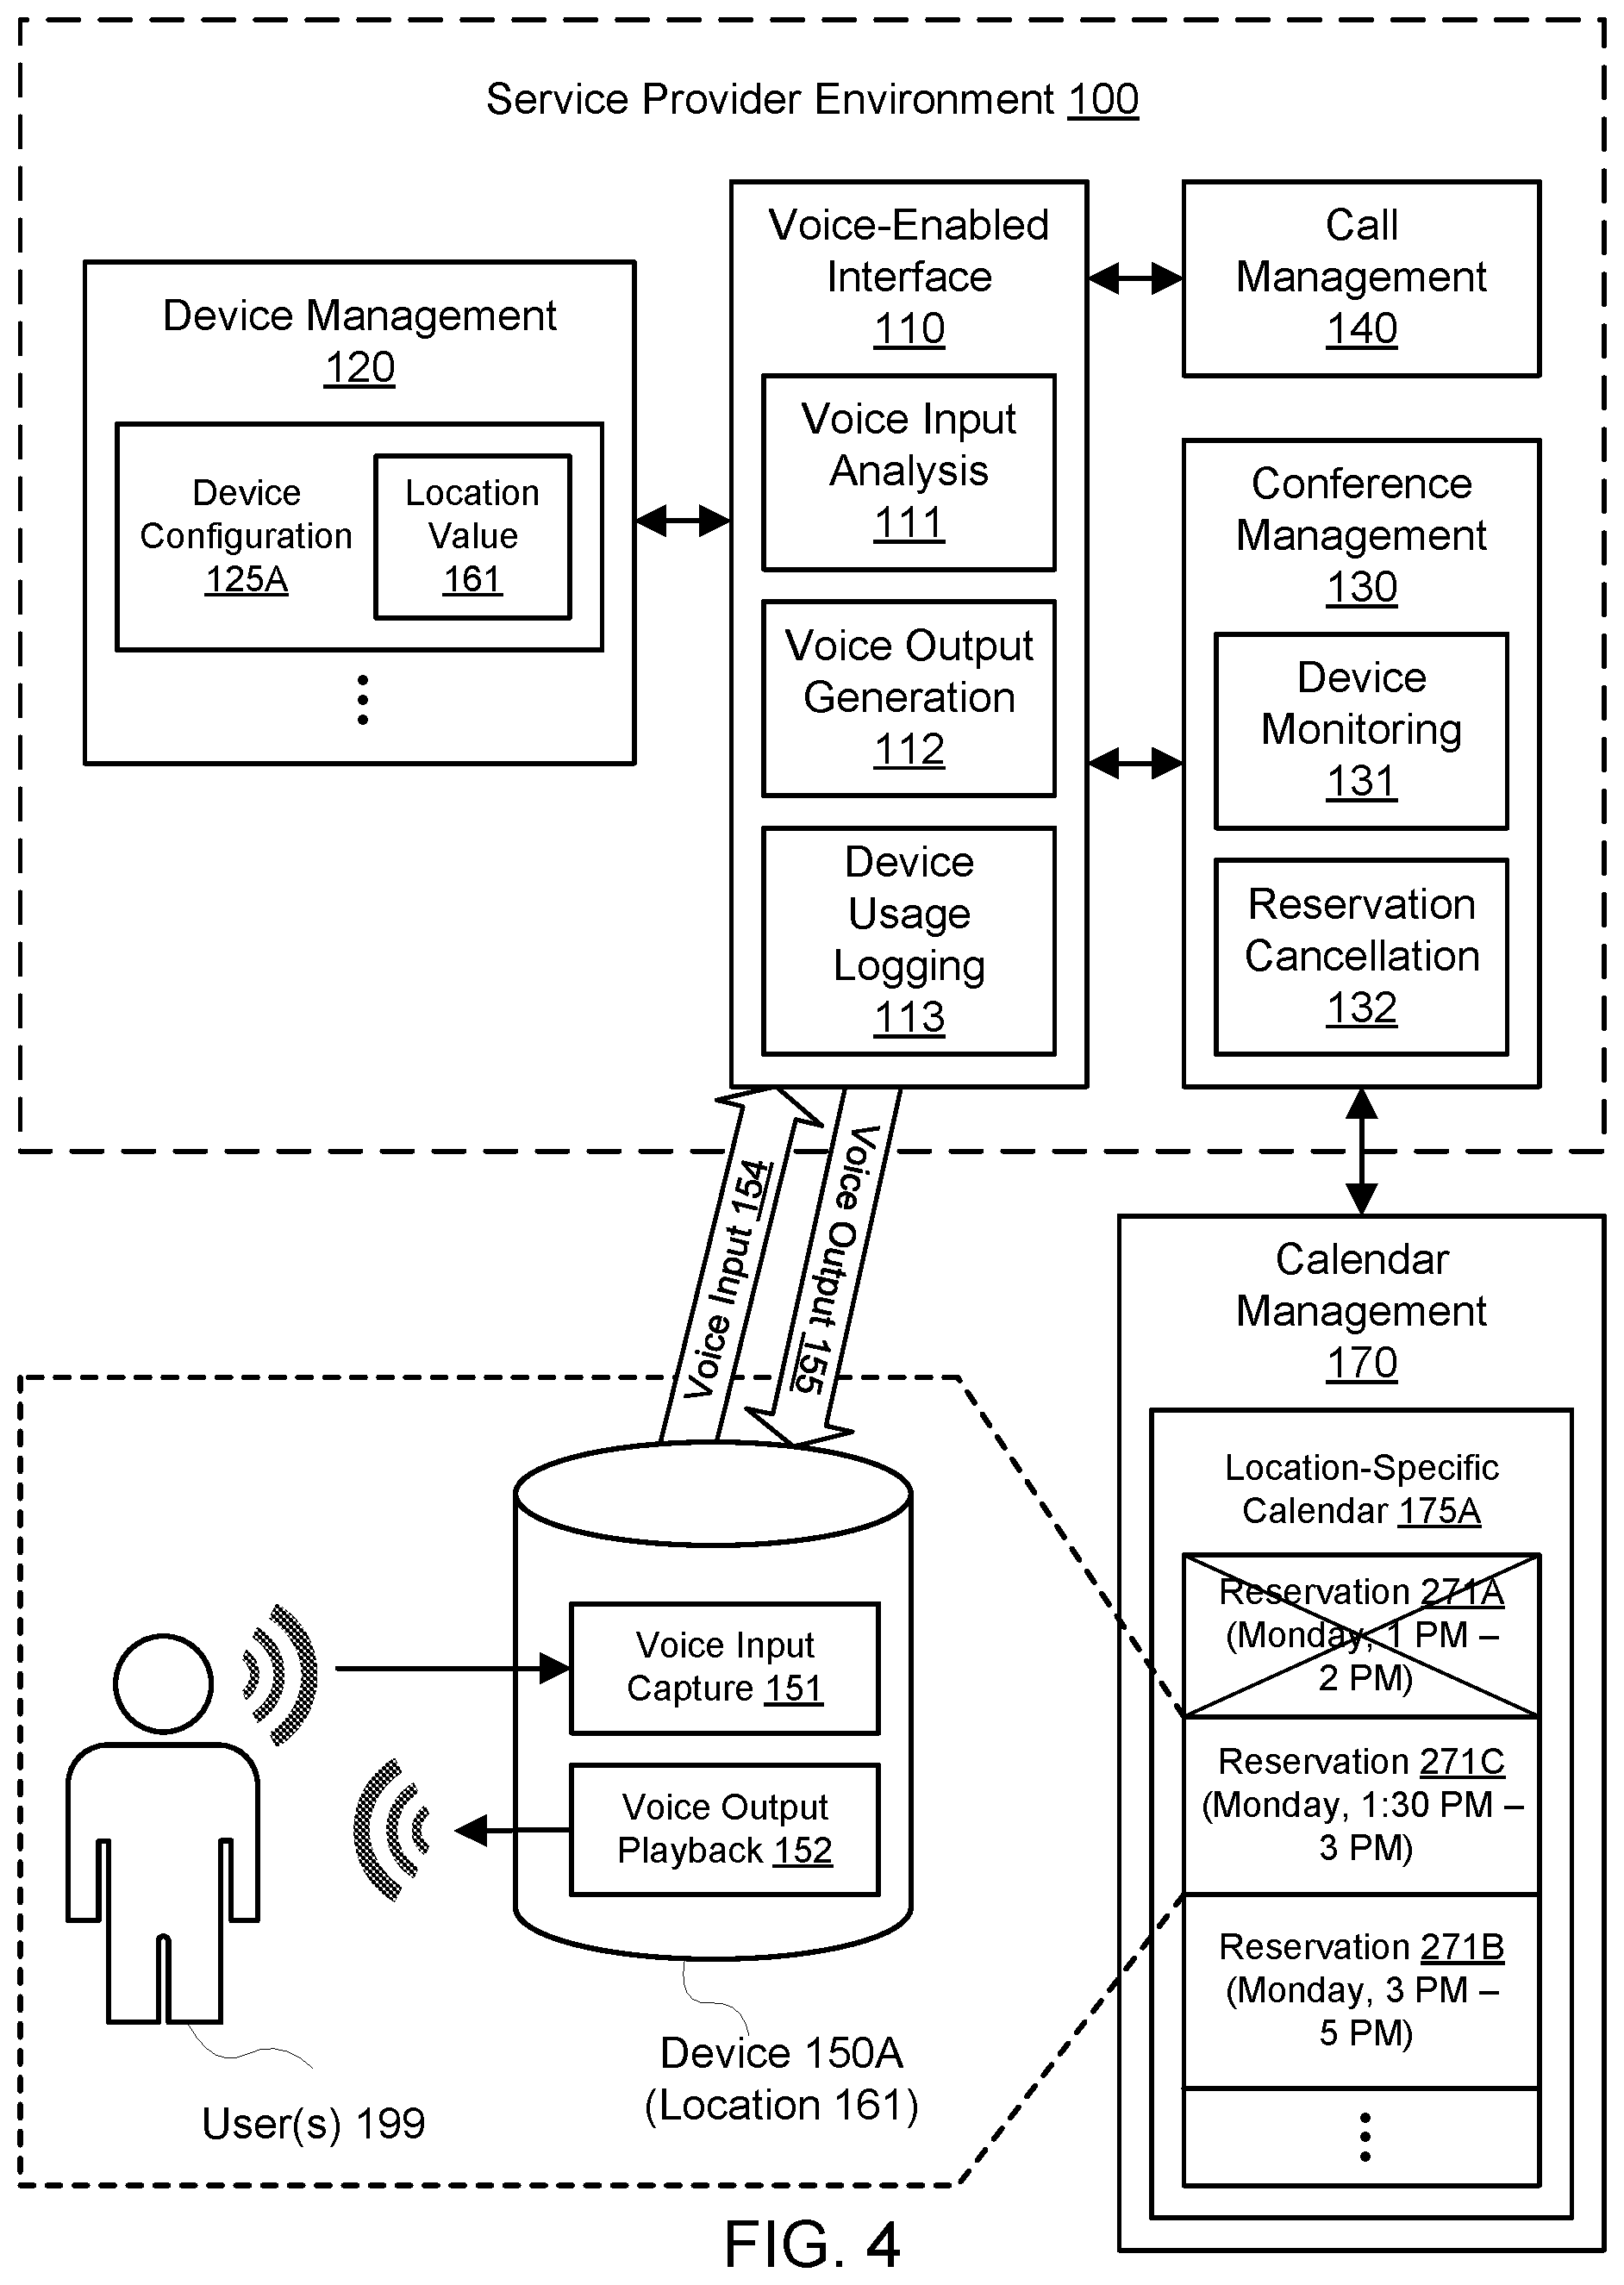 Service Provider Environment 100
Device Management
120
Device
Configuration
125A
Location
Value
161
Voice-Enabled
Interface
110
Voice Input
Analysis
111
Voice Output
Generation
112
Device
Usage
Logging
113
Call
Management
140
Conference
Management
130
Device
Monitoring
131
Reservation
Cancellation
132
Voice Input 154
Voice Output 155
Calendar
Management
170
Location-Specific
Calendar 175A
Reservation 271A
(Monday, 1 PM –
2 PM)
Reservation 271C
(Monday, 1:30 PM –
3 PM)
Reservation 271B
(Monday, 3 PM –
5 PM)
Voice Input
Capture 151
Voice Output
Playback 152
Device 150A
(Location 161)
User(s) 199
FIG. 4